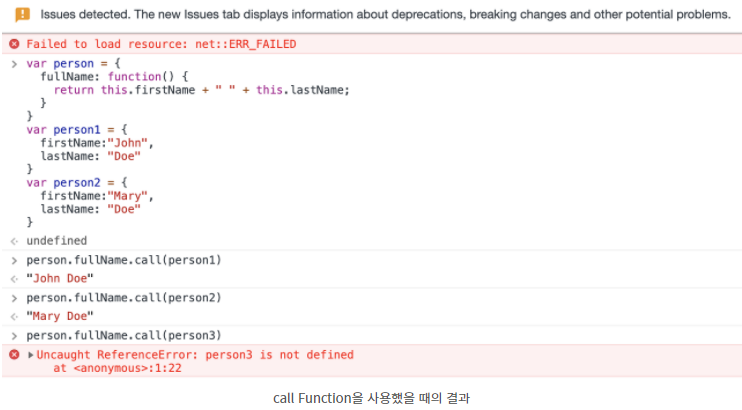 Issues detected. The new Issues tab displays information about deprecations, breaking changes and other potential problems.
Failed to load resource: net::ERR_FAILED
> var person = {
fullName: function() {
return this.firstName + " " + this.lastName;
}
}
var person1 = {
firstName:"John",
lastName: "Doe"
}
var person2 = {
firstName:"Mary",
lastName: "Doe"
}
undefined
> person.fullName.call(person1)
"John Doe"
> person.fullName.call(person2)
"Mary Doe"
> person.fullName.call(person3)
Uncaught ReferenceError: person3 is not defined
at <anonymous>:1:22
call Function을 사용했을 때의 결과